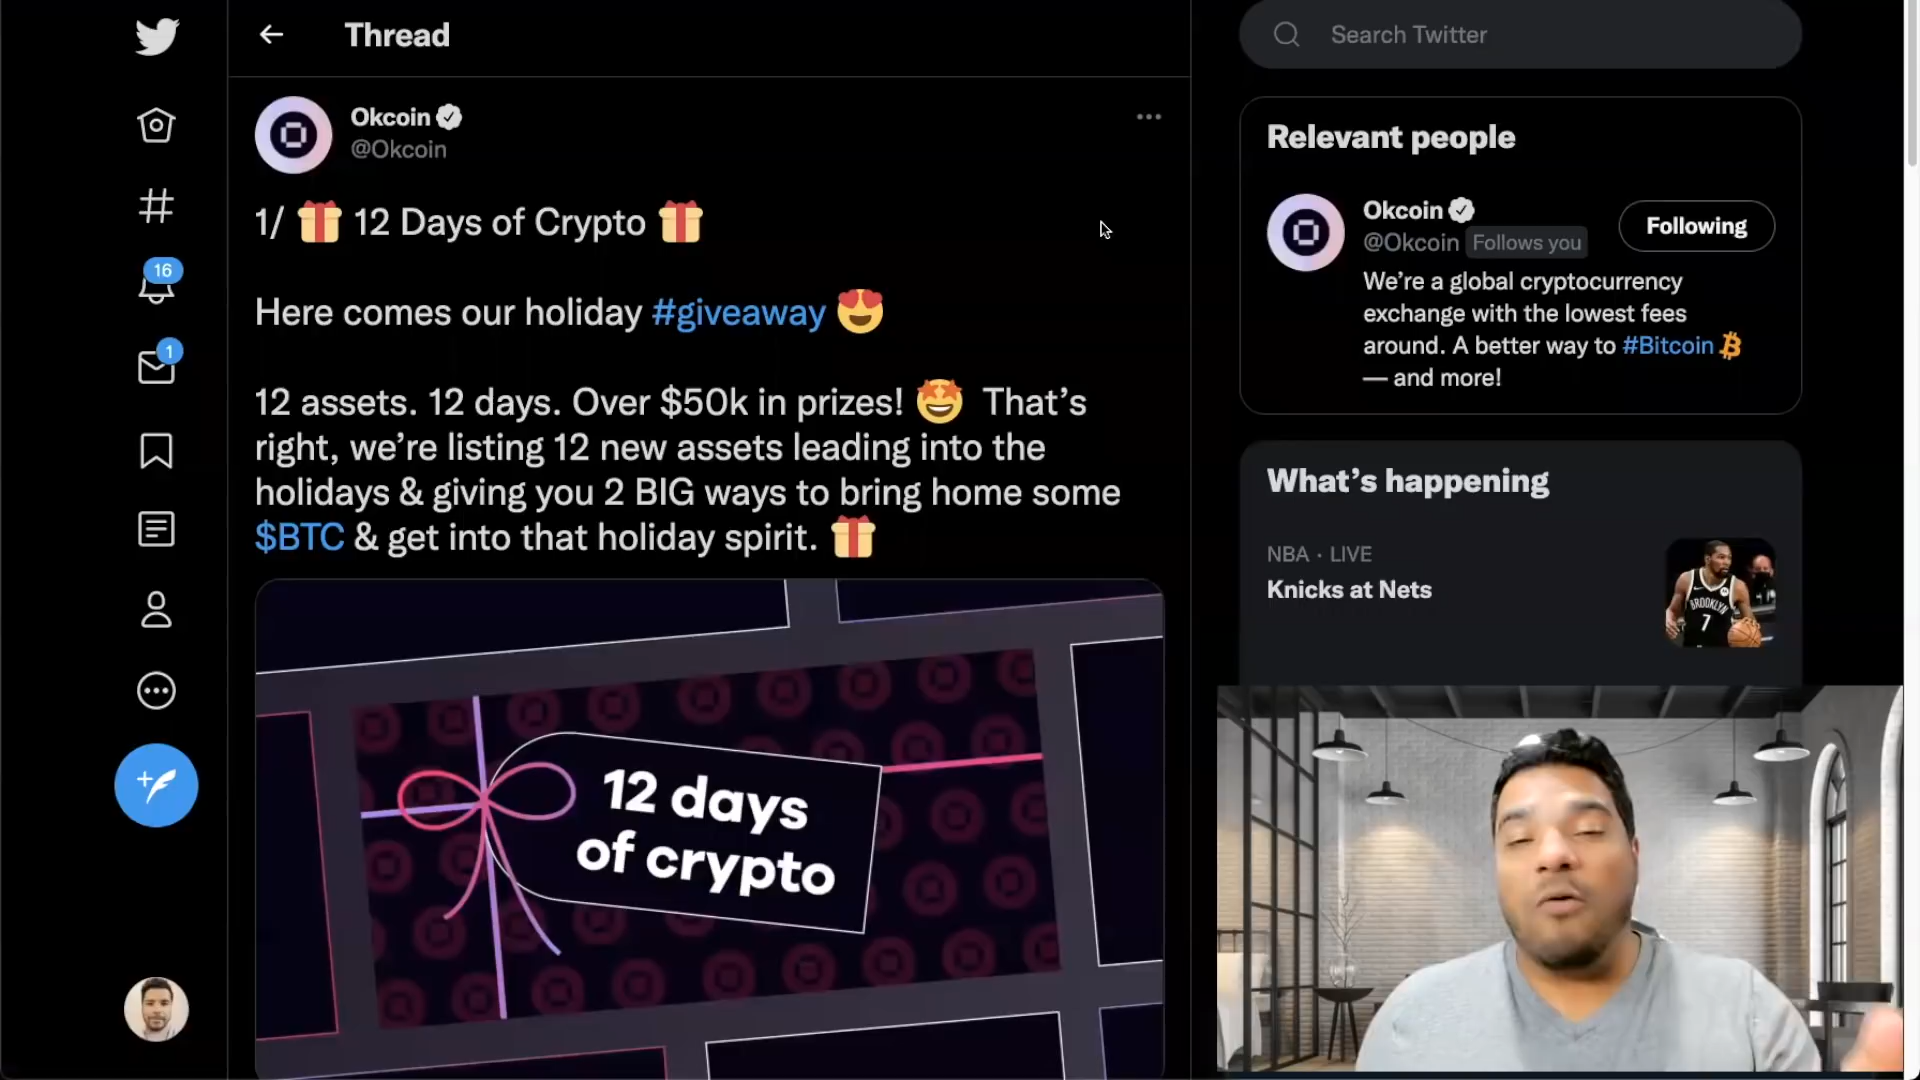 Thread
Okcoin
@Okcoin
1/ 🎁 12 Days of Crypto 🎁
Here comes our holiday #giveaway 😍
12 assets. 12 days. Over $50k in prizes! 🤩 That’s
right, we’re listing 12 new assets leading into the
holidays & giving you 2 BIG ways to bring home some
$BTC & get into that holiday spirit. 🎁
12 days
of crypto
16
1
Search Twitter
Relevant people
Okcoin
@Okcoin Follows you
Following
We’re a global cryptocurrency
exchange with the lowest fees
around. A better way to #Bitcoin
— and more!
What’s happening
NBA · LIVE
Knicks at Nets
BROOKLYN
7